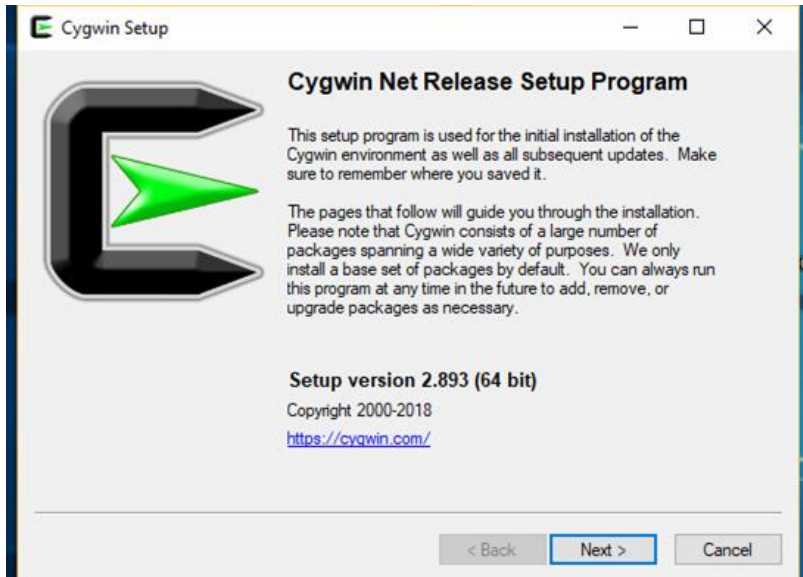 Cygwin Setup
Cygwin Net Release Setup Program
This setup program is used for the initial installation of the
Cygwin environment as well as all subsequent updates. Make
sure to remember where you saved it.
The pages that follow will guide you through the installation.
Please note that Cygwin consists of a large number of
packages spanning a wide variety of purposes. We only
install a base set of packages by default. You can always run
this program at any time in the future to add, remove, or
upgrade packages as necessary.
Setup version 2.893 (64 bit)
Copyright 2000-2018
https://cygwin.com/
< Back Next > Cancel